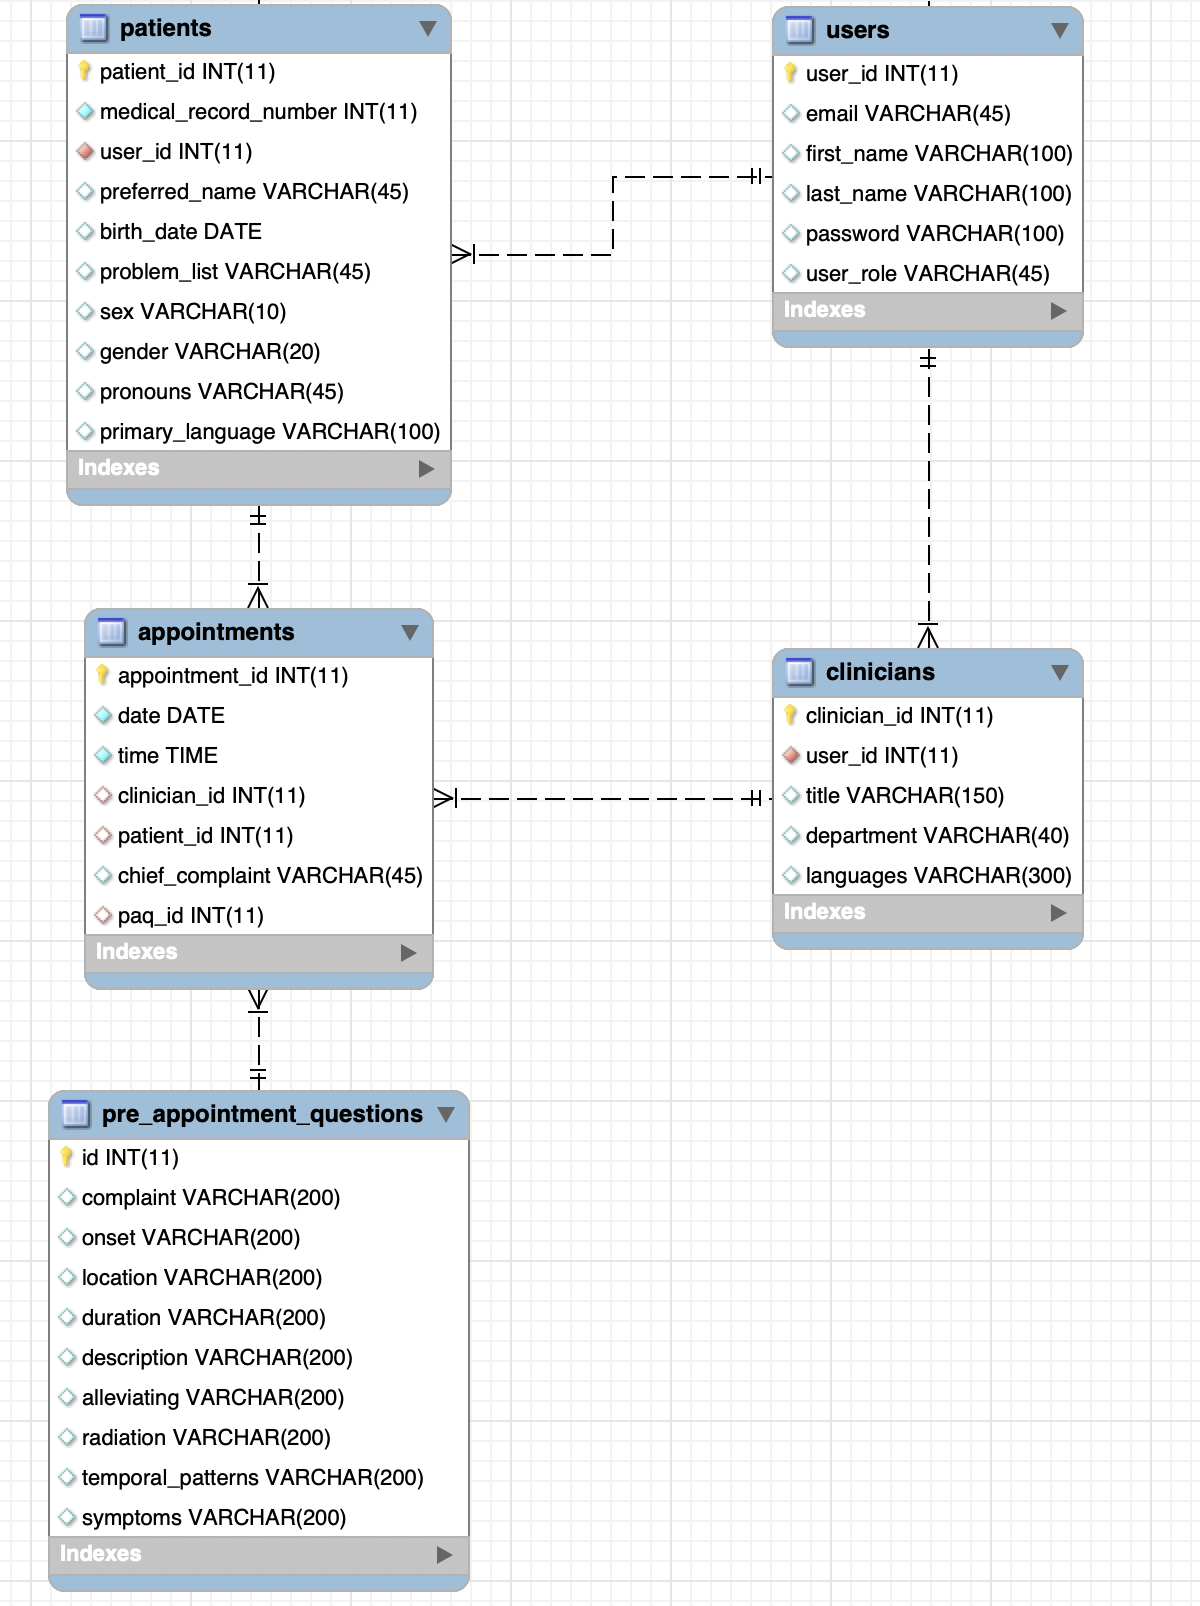 patients
patient_id INT(11)
medical_record_number INT(11)
user_id INT(11)
preferred_name VARCHAR(45)
birth_date DATE
problem_list VARCHAR(45)
sex VARCHAR(10)
gender VARCHAR(20)
pronouns VARCHAR(45)
primary_language VARCHAR(100)
Indexes
users
user_id INT(11)
email VARCHAR(45)
first_name VARCHAR(100)
last_name VARCHAR(100)
password VARCHAR(100)
user_role VARCHAR(45)
Indexes
appointments
appointment_id INT(11)
date DATE
time TIME
clinician_id INT(11)
patient_id INT(11)
chief_complaint VARCHAR(45)
paq_id INT(11)
Indexes
clinicians
clinician_id INT(11)
user_id INT(11)
title VARCHAR(150)
department VARCHAR(40)
languages VARCHAR(300)
Indexes
pre_appointment_questions
id INT(11)
complaint VARCHAR(200)
onset VARCHAR(200)
location VARCHAR(200)
duration VARCHAR(200)
description VARCHAR(200)
alleviating VARCHAR(200)
radiation VARCHAR(200)
temporal_patterns VARCHAR(200)
symptoms VARCHAR(200)
Indexes